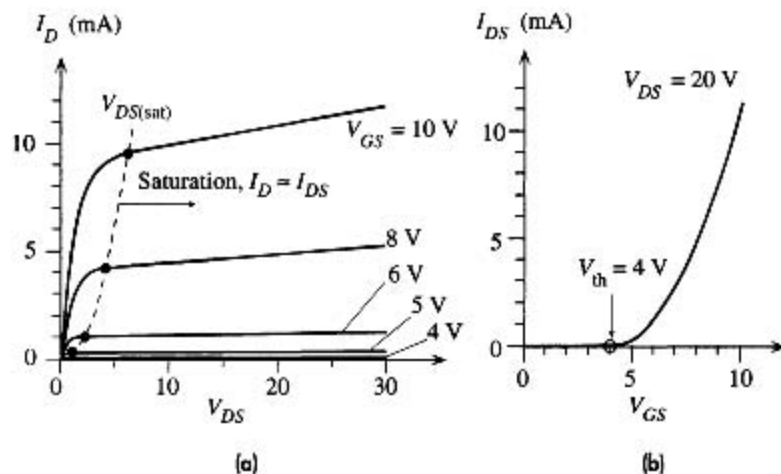 I_D (mA)
V_DS(sat)
10
V_GS = 10 V
Saturation, I_D = I_DS
8 V
5
6 V
5 V
4 V
0
0 10 20 30
V_DS
(a)
I_DS (mA)
V_DS = 20 V
10
5
V_th = 4 V
0
0 5 10
V_GS
(b)